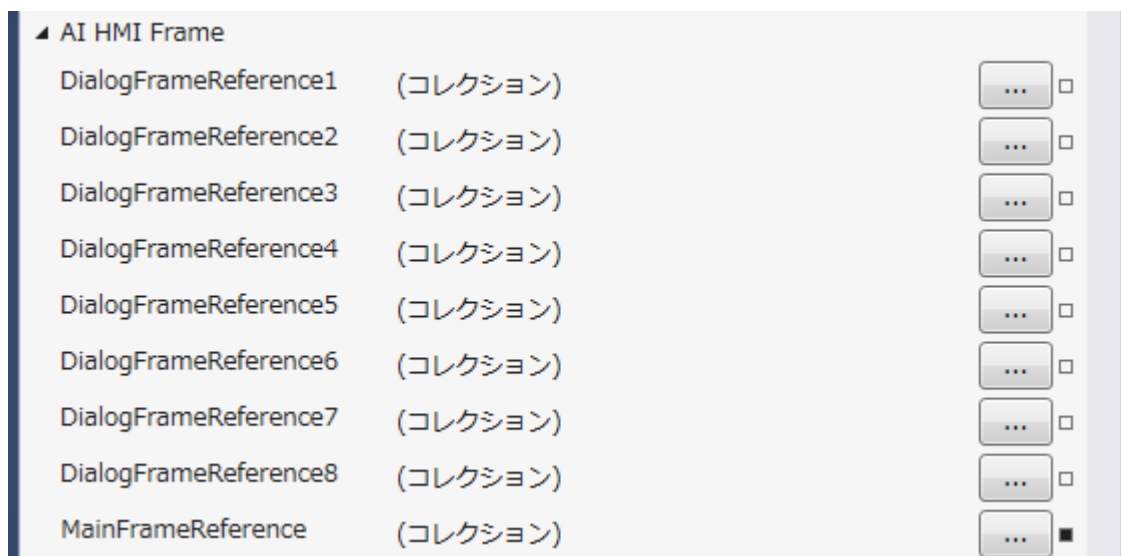 AI HMI Frame
DialogFrameReference1 (コレクション) ...
DialogFrameReference2 (コレクション) ...
DialogFrameReference3 (コレクション) ...
DialogFrameReference4 (コレクション) ...
DialogFrameReference5 (コレクション) ...
DialogFrameReference6 (コレクション) ...
DialogFrameReference7 (コレクション) ...
DialogFrameReference8 (コレクション) ...
MainFrameReference (コレクション) ...